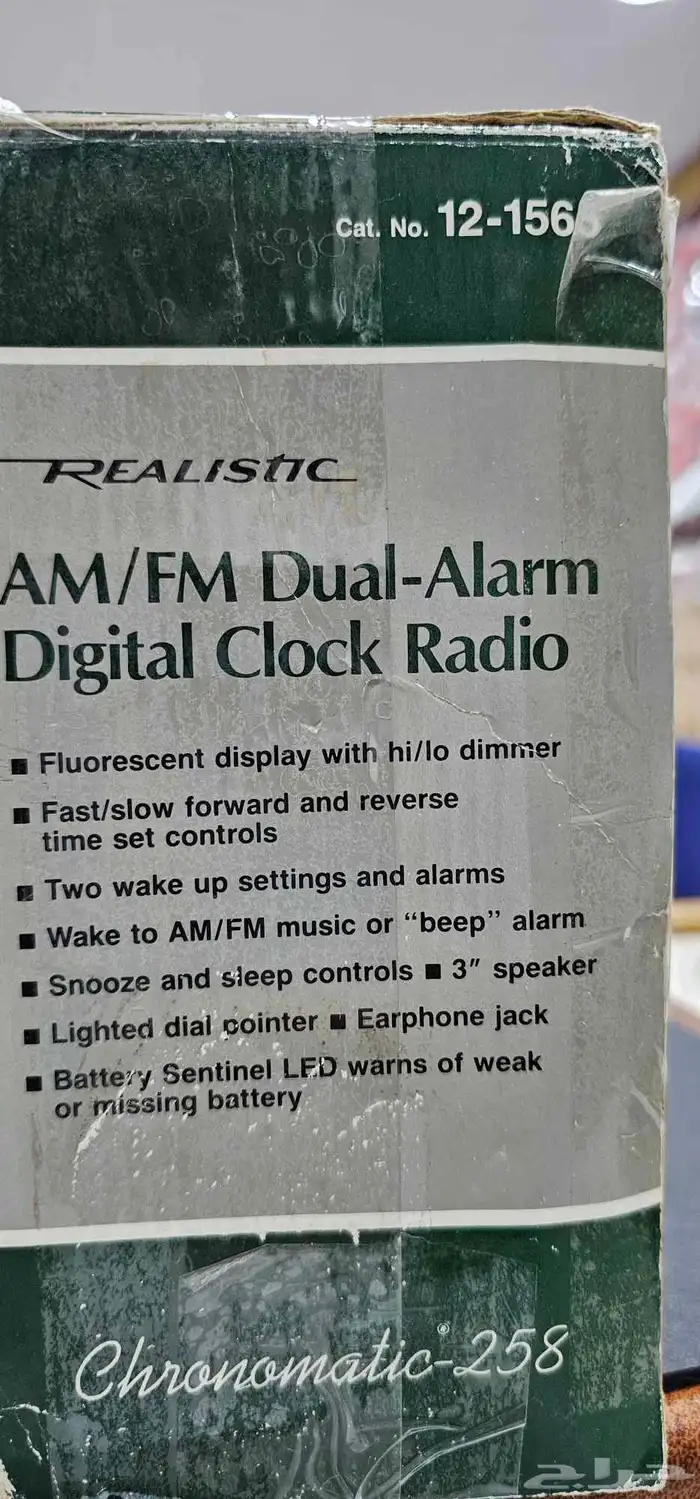 Cat. No. 12-156
REALISTIC
AM/FM Dual-Alarm
Digital Clock Radio
■ Fluorescent display with hi/lo dimmer
■ Fast/slow forward and reverse
time set controls
■ Two wake up settings and alarms
■ Wake to AM/FM music or “beep” alarm
■ Snooze and sleep controls ■ 3″ speaker
■ Lighted dial pointer ■ Earphone jack
■ Battery Sentinel LED warns of weak
or missing battery
Chronomatic®-258
حراج